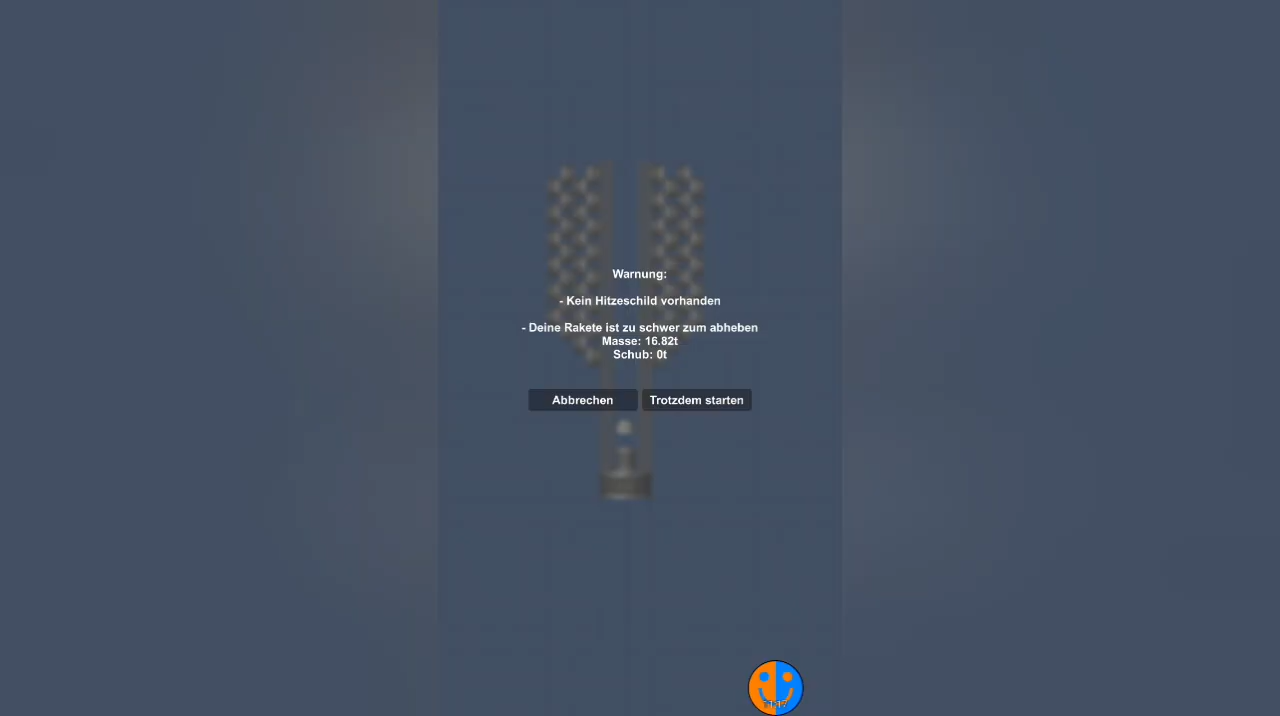 Warnung:
- Kein Hitzeschild vorhanden
- Deine Rakete ist zu schwer zum abheben
Masse: 16.82t
Schub: 0t
Abbrechen
Trotzdem starten